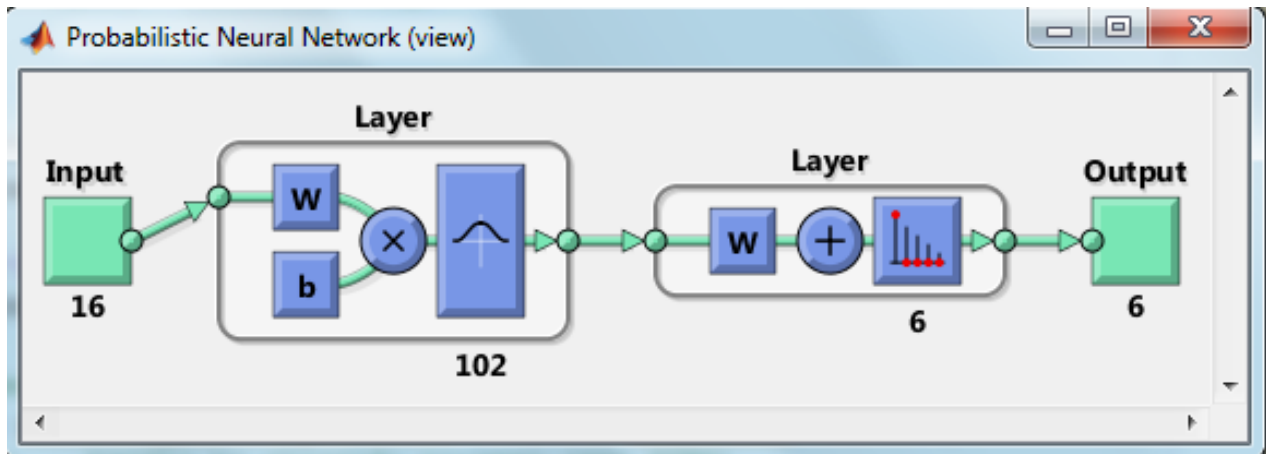 Probabilistic Neural Network (view)
Layer
Input
W
b
16
102
Layer
W
6
Output
6